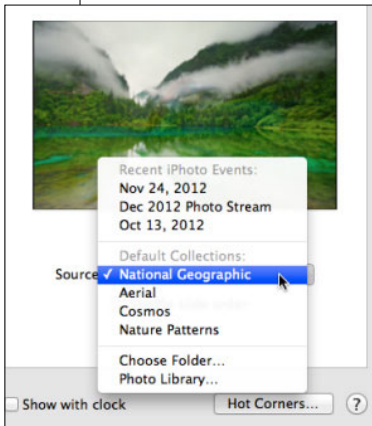 Recent iPhoto Events:
Nov 24, 2012
Dec 2012 Photo Stream
Oct 13, 2012
Default Collections:
Source ✓ National Geographic
Aerial
Cosmos
Nature Patterns
Choose Folder...
Photo Library...
Show with clock Hot Corners... ?